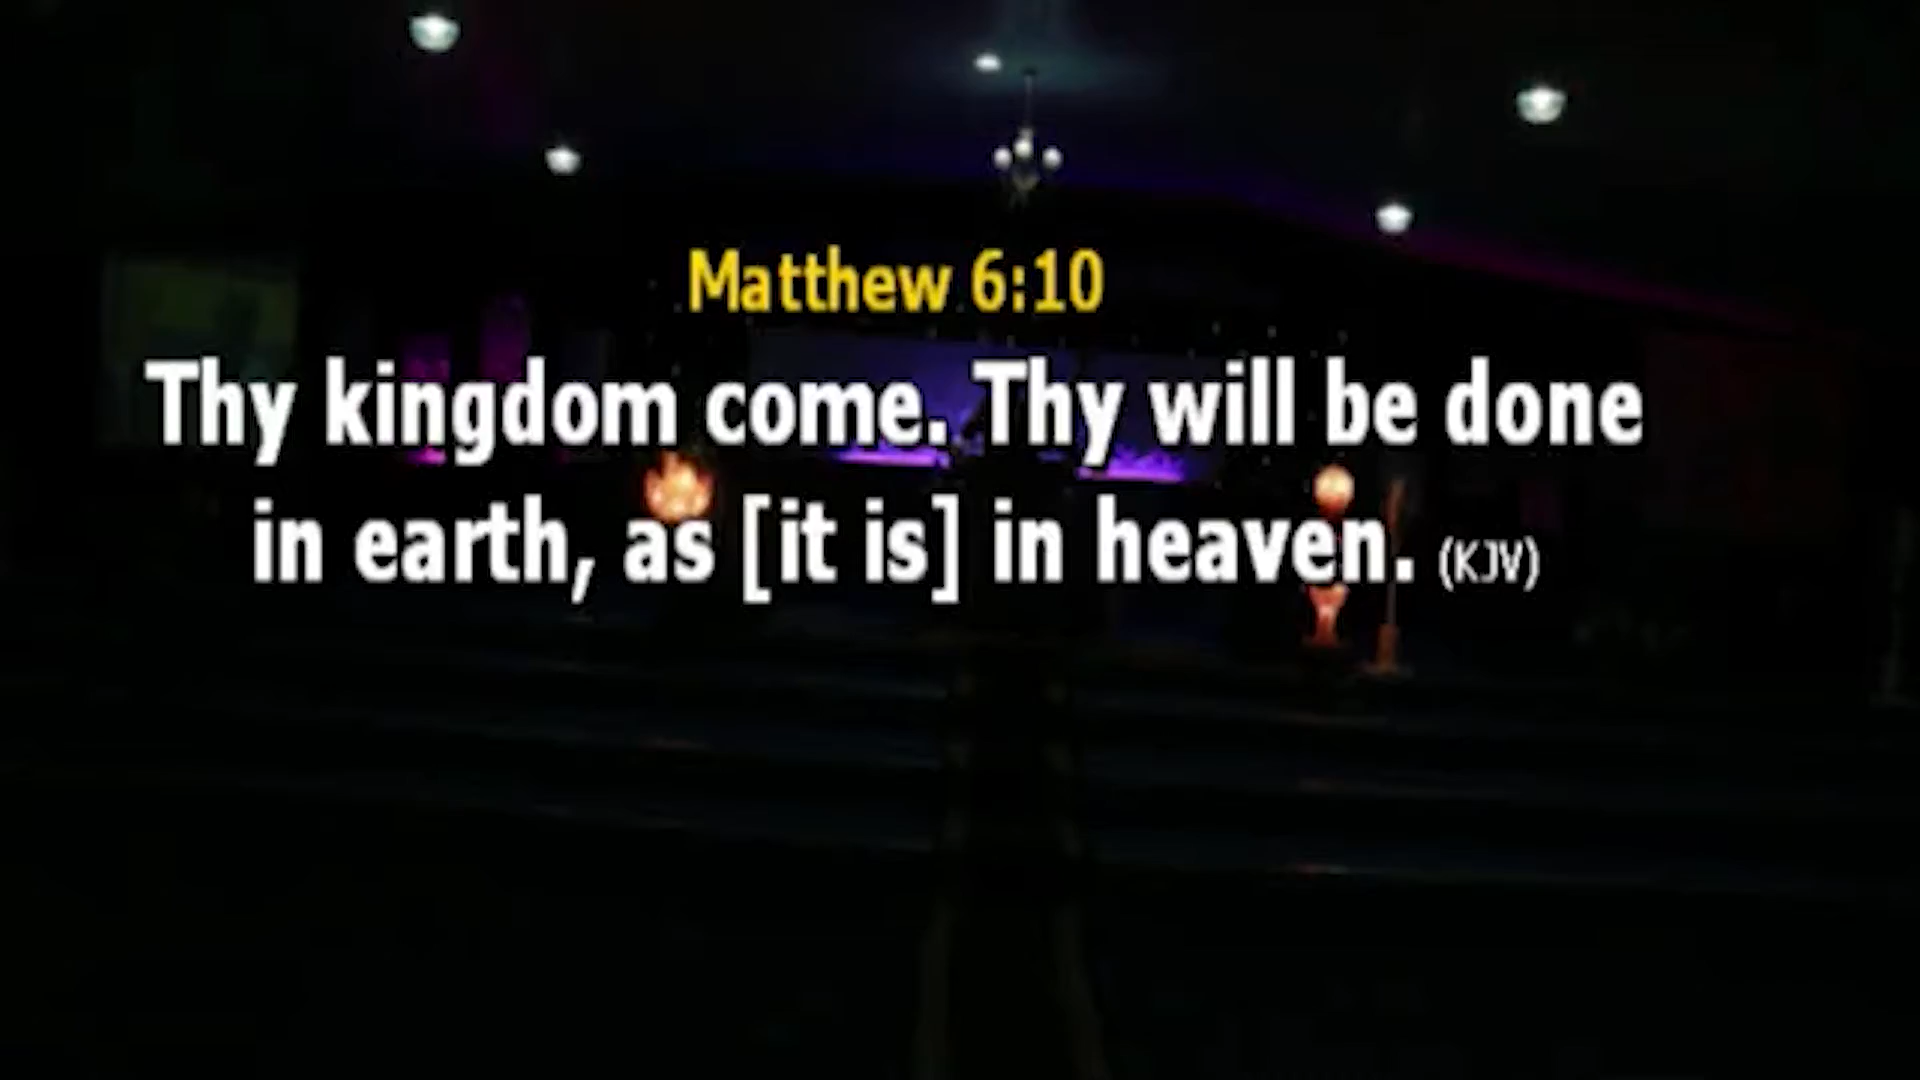 Matthew 6:10
Thy kingdom come. Thy will be done
in earth, as [it is] in heaven. (KJV)